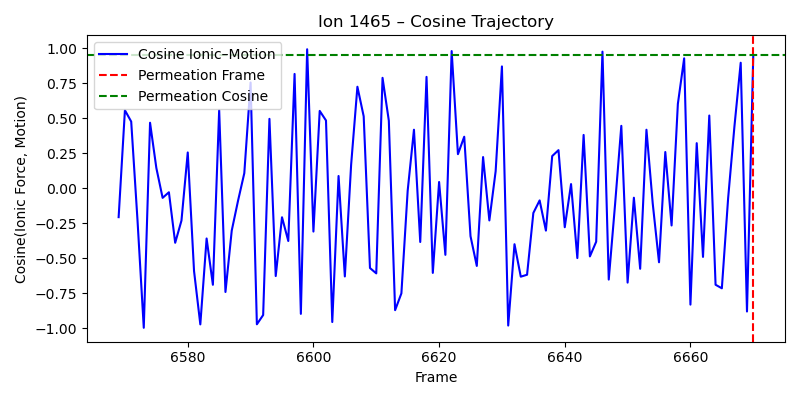 Ion 1465 – Cosine Trajectory
Cosine(Ionic Force, Motion)
1.00
0.75
0.50
0.25
0.00
−0.25
−0.50
−0.75
−1.00
Cosine Ionic–Motion
Permeation Frame
Permeation Cosine
6580
6600
6620
6640
6660
Frame